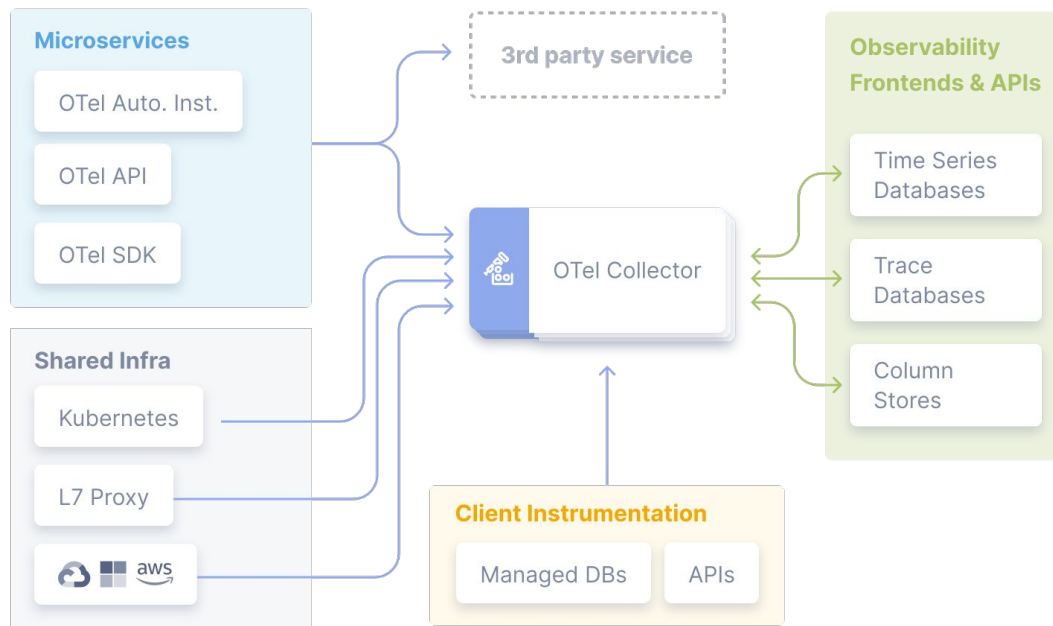 Microservices
OTel Auto. Inst.
OTel API
OTel SDK
Shared Infra
Kubernetes
L7 Proxy
aws
3rd party service
OTel Collector
Client Instrumentation
Managed DBs
APIs
Observability
Frontends & APIs
Time Series
Databases
Trace
Databases
Column
Stores